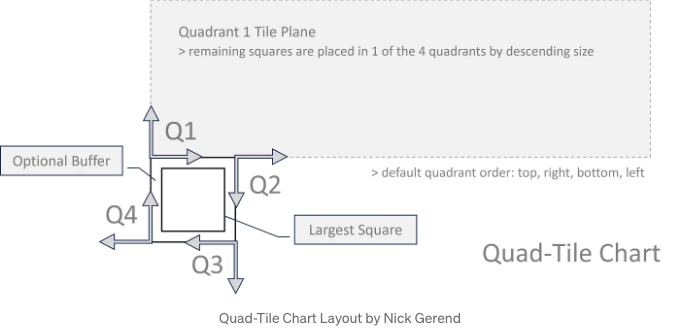 Quadrant 1 Tile Plane
> remaining squares are placed in 1 of the 4 quadrants by descending size
Q1
Optional Buffer
> default quadrant order: top, right, bottom, left
Q2
Q4
Largest Square
Q3
Quad-Tile Chart
Quad-Tile Chart Layout by Nick Gerend